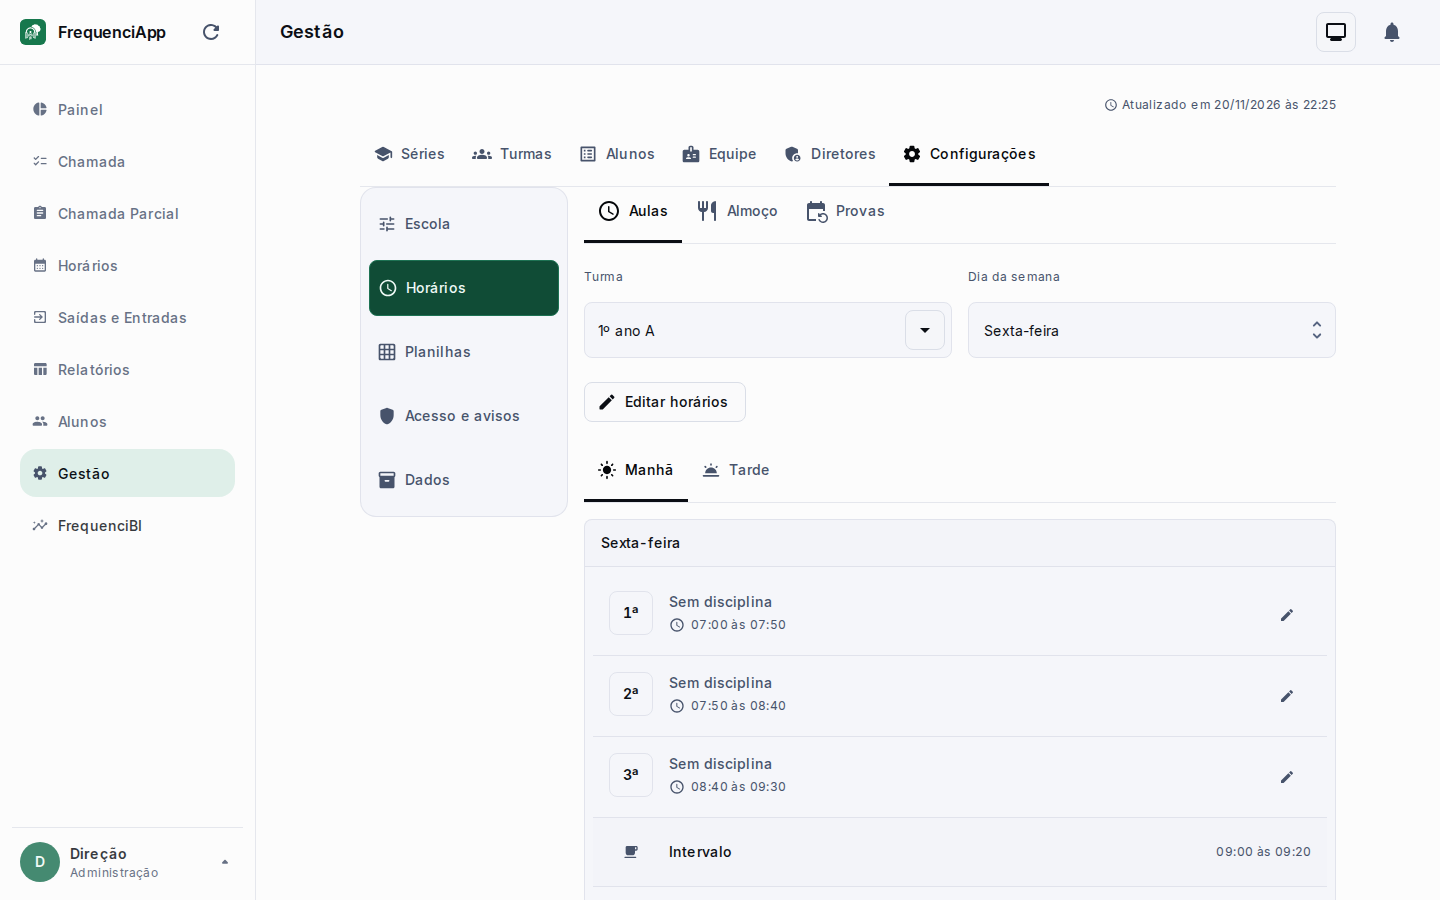 FrequenciApp
Gestão
Painel
Chamada
Chamada Parcial
Horários
Saídas e Entradas
Relatórios
Alunos
Gestão
FrequenciBI
D
Direção
Administração
Atualizado em 20/11/2026 às 22:25
Séries
Turmas
Alunos
Equipe
Diretores
Configurações
Escola
Horários
Planilhas
Acesso e avisos
Dados
Aulas
Almoço
Provas
Turma
Dia da semana
1º ano A
Sexta-feira
Editar horários
Manhã
Tarde
Sexta-feira
1ª
Sem disciplina
07:00 às 07:50
2ª
Sem disciplina
07:50 às 08:40
3ª
Sem disciplina
08:40 às 09:30
Intervalo
09:00 às 09:20